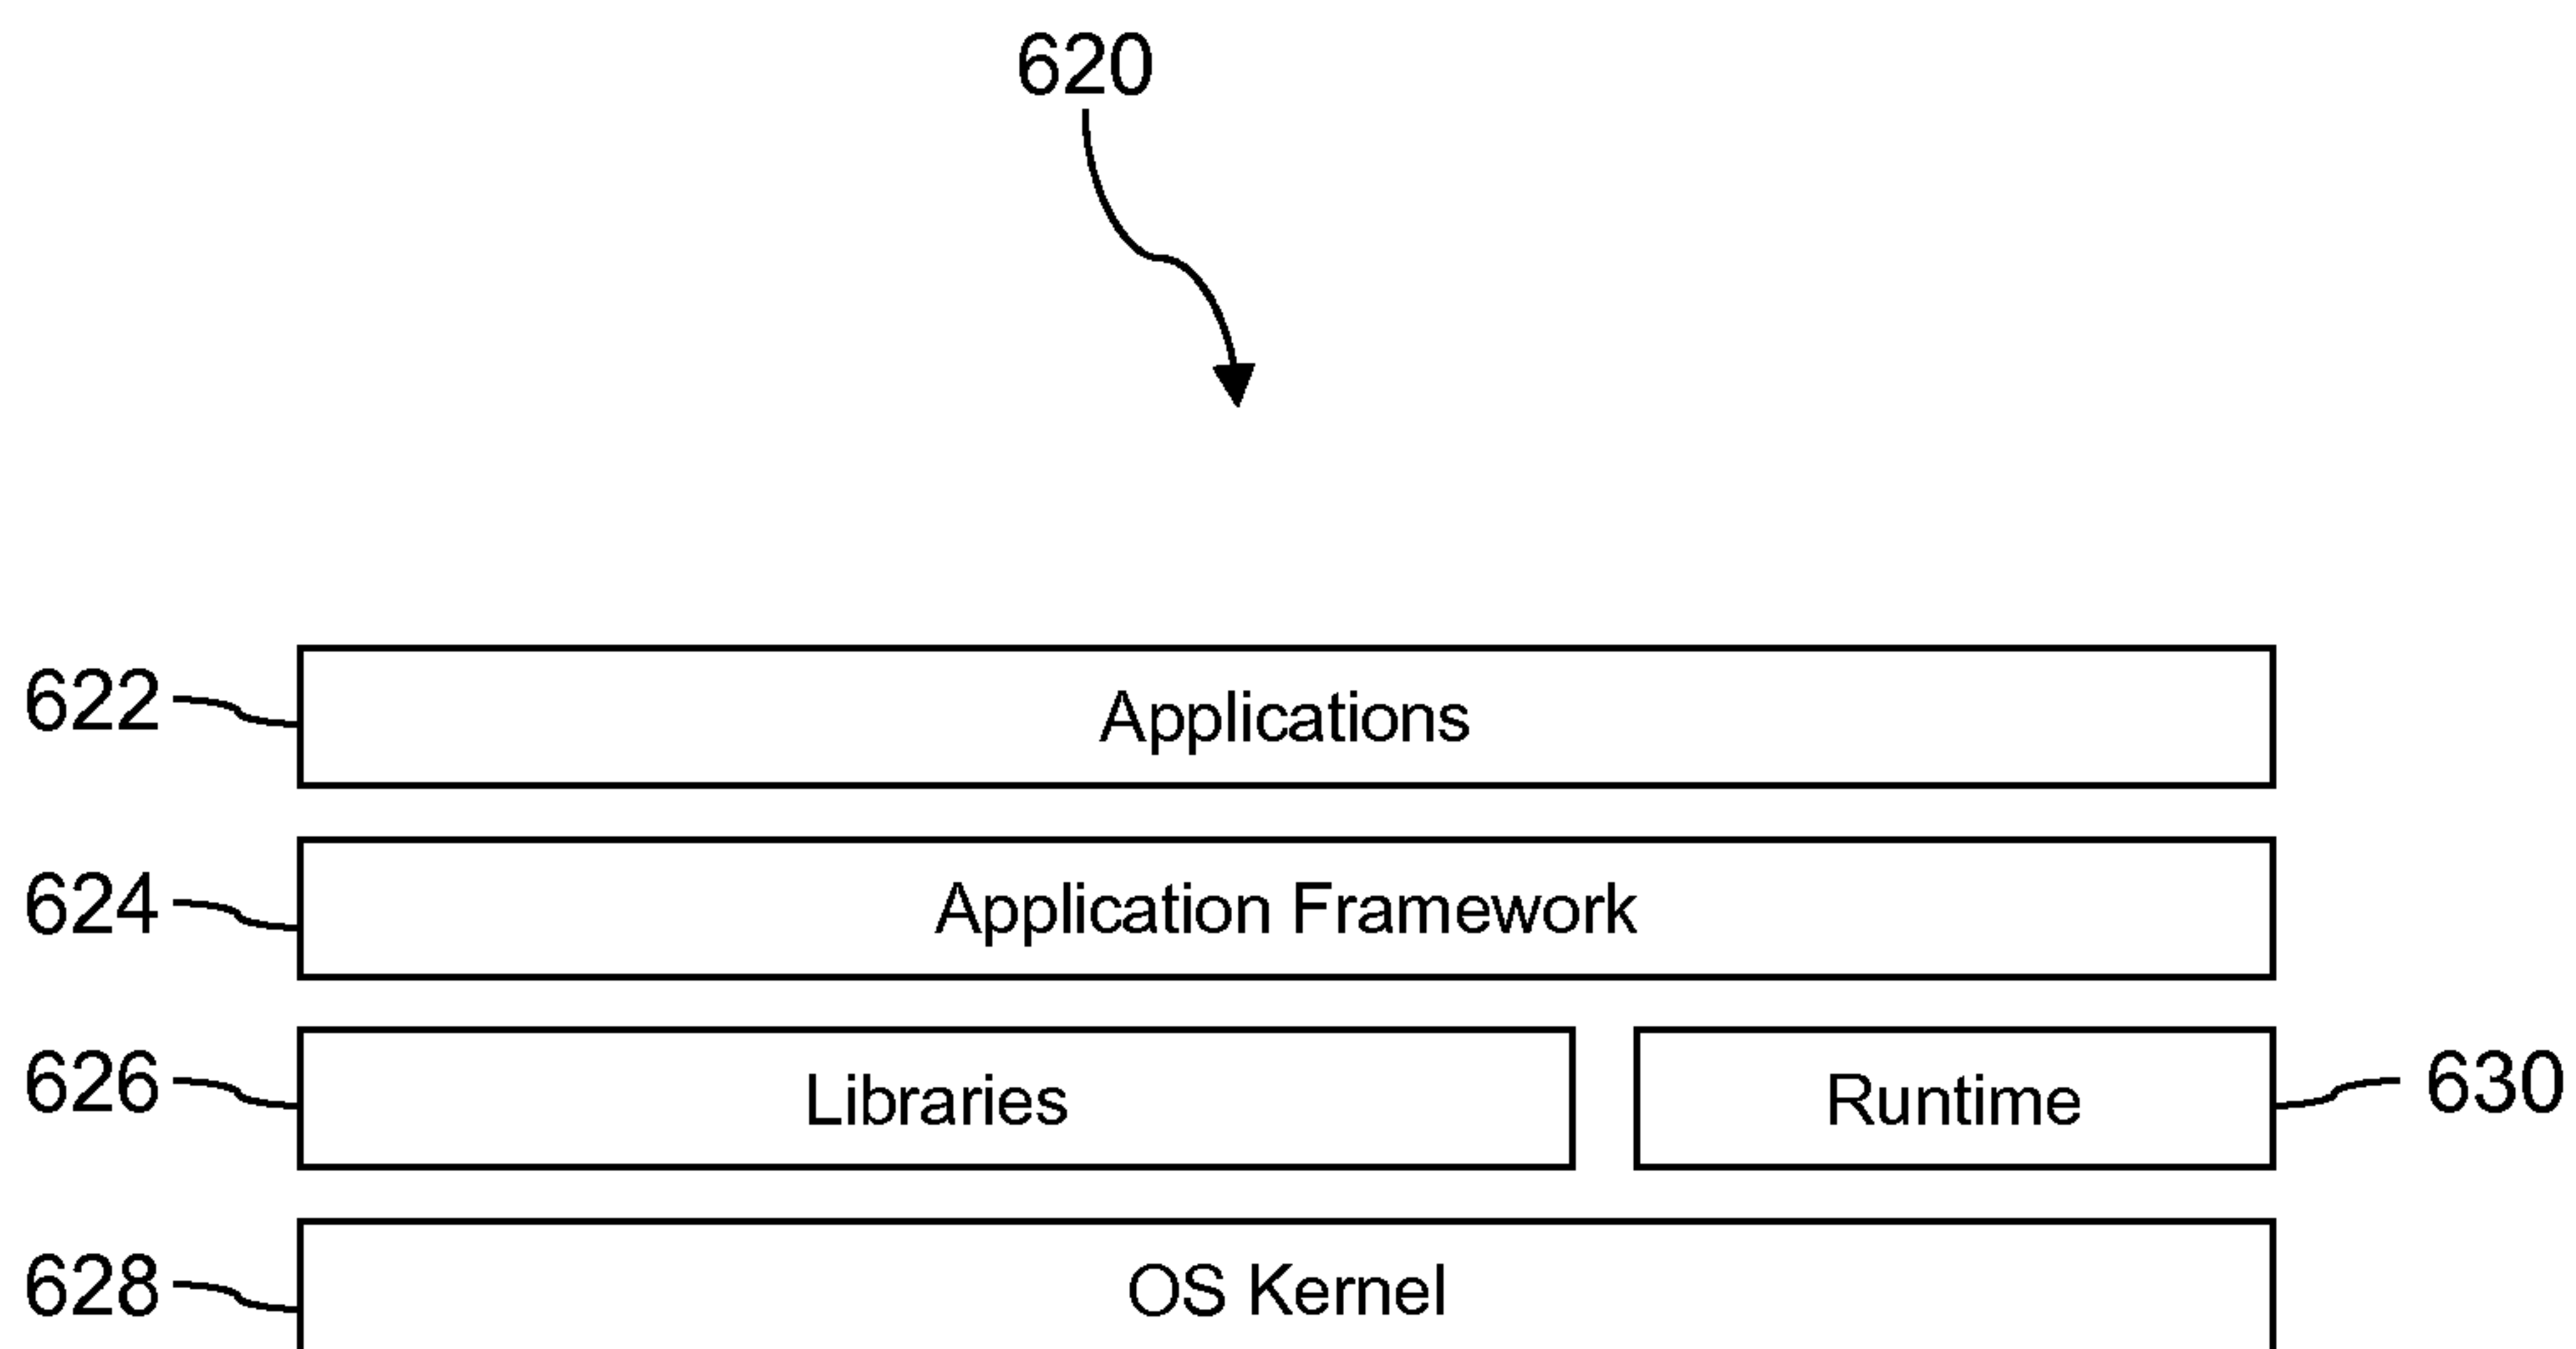 620
622 Applications
624 Application Framework
626 Libraries Runtime 630
628 OS Kernel